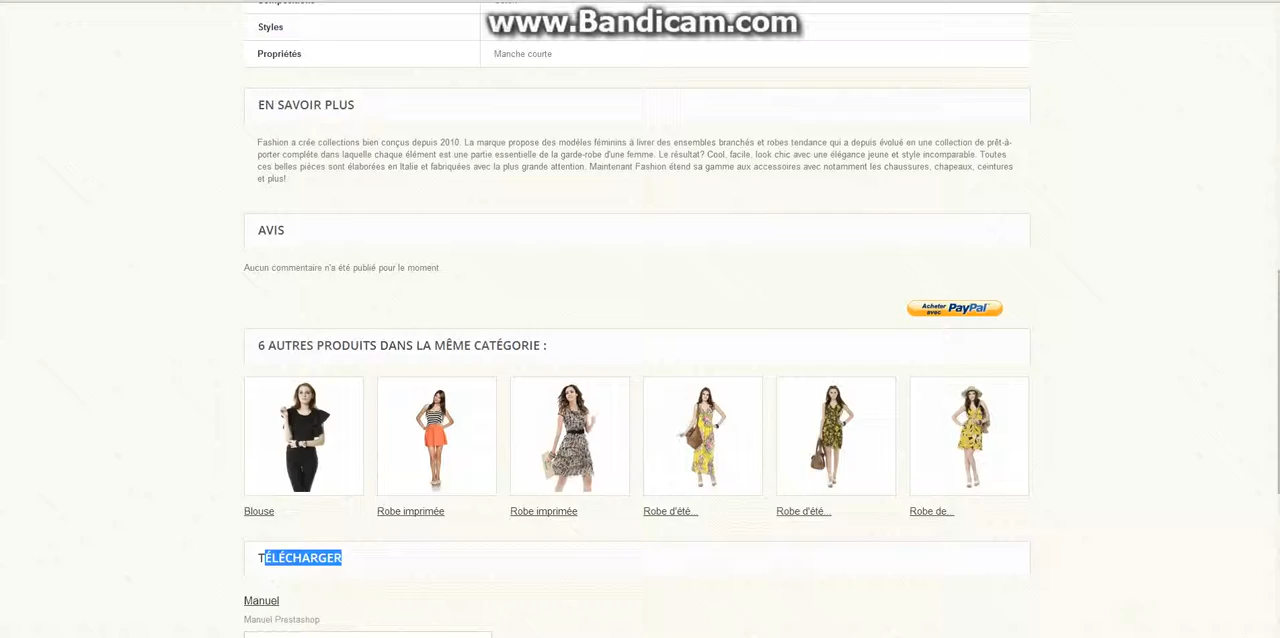 www.Bandicam.com
Styles
Propriétés Manche courte
EN SAVOIR PLUS
Fashion a crée collections bien conçus depuis 2010. La marque propose des modèles féminins à livrer des ensembles branchés et robes tendance qui a depuis évolué en une collection de prêt-à-
porter complète dans laquelle chaque élément est une partie essentielle de la garde-robe d'une femme. Le résultat? Cool, facile, look chic avec une élégance jeune et style incomparable. Toutes
ces belles pièces sont élaborées en Italie et fabriquées avec la plus grande attention. Maintenant Fashion étend sa gamme aux accessoires avec notamment les chaussures, chapeaux, ceintures
et plus!
AVIS
Aucun commentaire n'a été publié pour le moment.
Acheter avec PayPal
6 AUTRES PRODUITS DANS LA MÊME CATÉGORIE :
Blouse Robe imprimée Robe imprimée Robe d'été... Robe d'été... Robe de...
TÉLÉCHARGER
Manuel
Manuel Prestashop